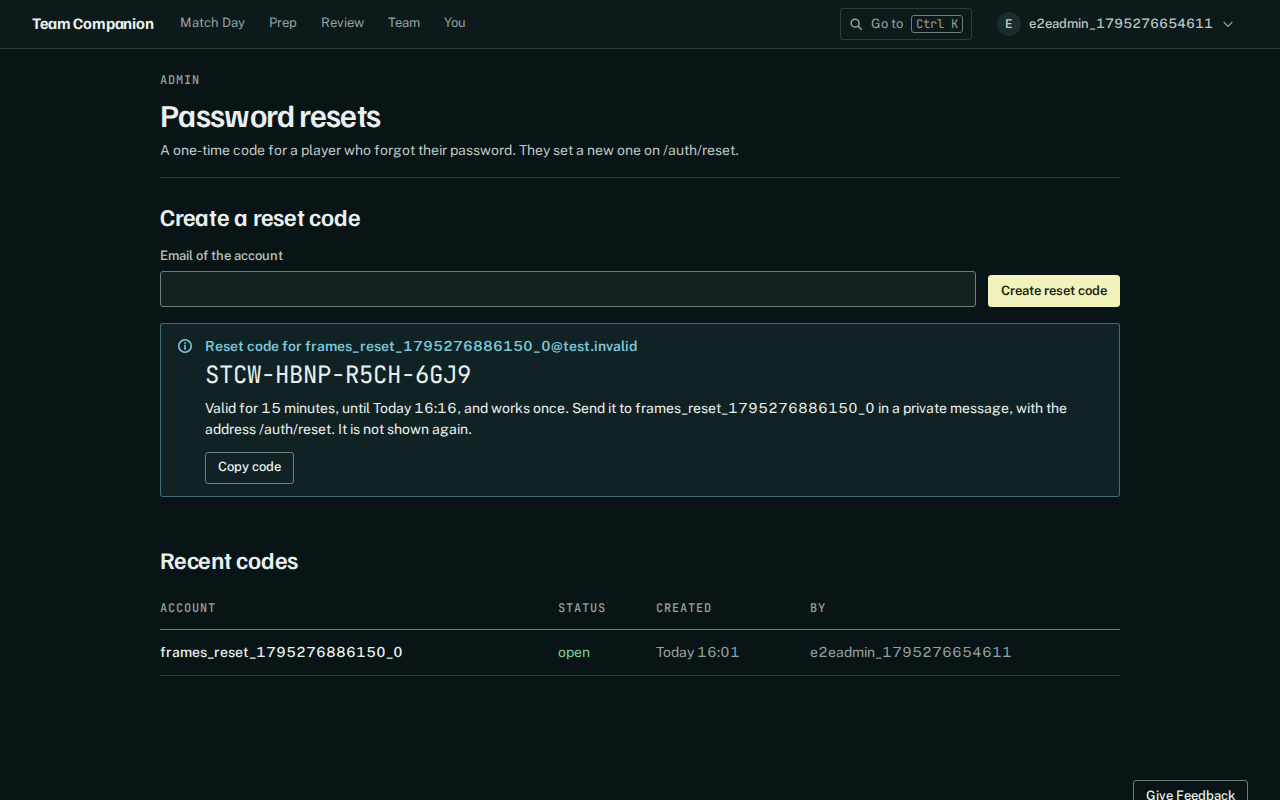 Team Companion Match Day Prep Review Team You Go to Ctrl K E e2eadmin_1795276654611
ADMIN
Password resets
A one-time code for a player who forgot their password. They set a new one on /auth/reset.
Create a reset code
Email of the account
Create reset code
Reset code for frames_reset_1795276886150_0@test.invalid
STCW-HBNP-R5CH-6GJ9
Valid for 15 minutes, until Today 16:16, and works once. Send it to frames_reset_1795276886150_0 in a private message, with the
address /auth/reset. It is not shown again.
Copy code
Recent codes
ACCOUNT STATUS CREATED BY
frames_reset_1795276886150_0 open Today 16:01 e2eadmin_1795276654611
Give Feedback